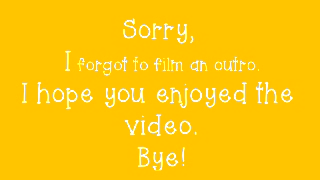 Sorry,
I forgot to film an outro.
I hope you enjoyed the
video.
Bye!